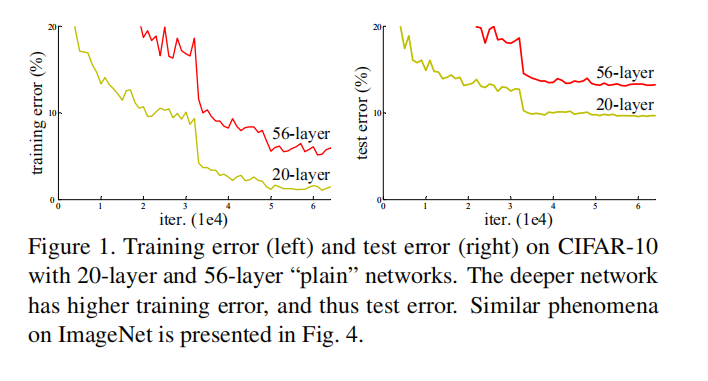 20
10
0
0 1 2 3 4 5 6
training error (%)
iter. (1e4)
56-layer
20-layer
20
10
0
0 1 2 3 4 5 6
test error (%)
iter. (1e4)
56-layer
20-layer
Figure 1. Training error (left) and test error (right) on CIFAR-10
with 20-layer and 56-layer “plain” networks. The deeper network
has higher training error, and thus test error. Similar phenomena
on ImageNet is presented in Fig. 4.